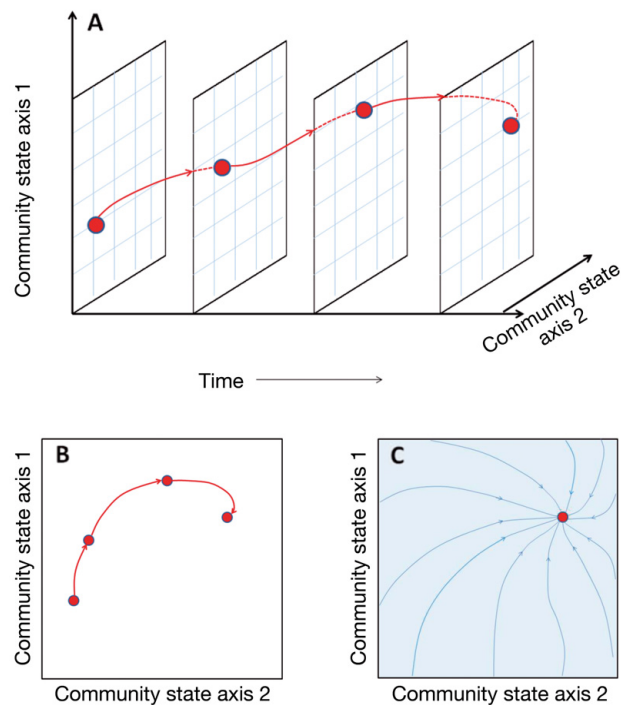 A
Community state axis 1
Community state
axis 2
Time
B
Community state axis 1
Community state axis 2
C
Community state axis 1
Community state axis 2